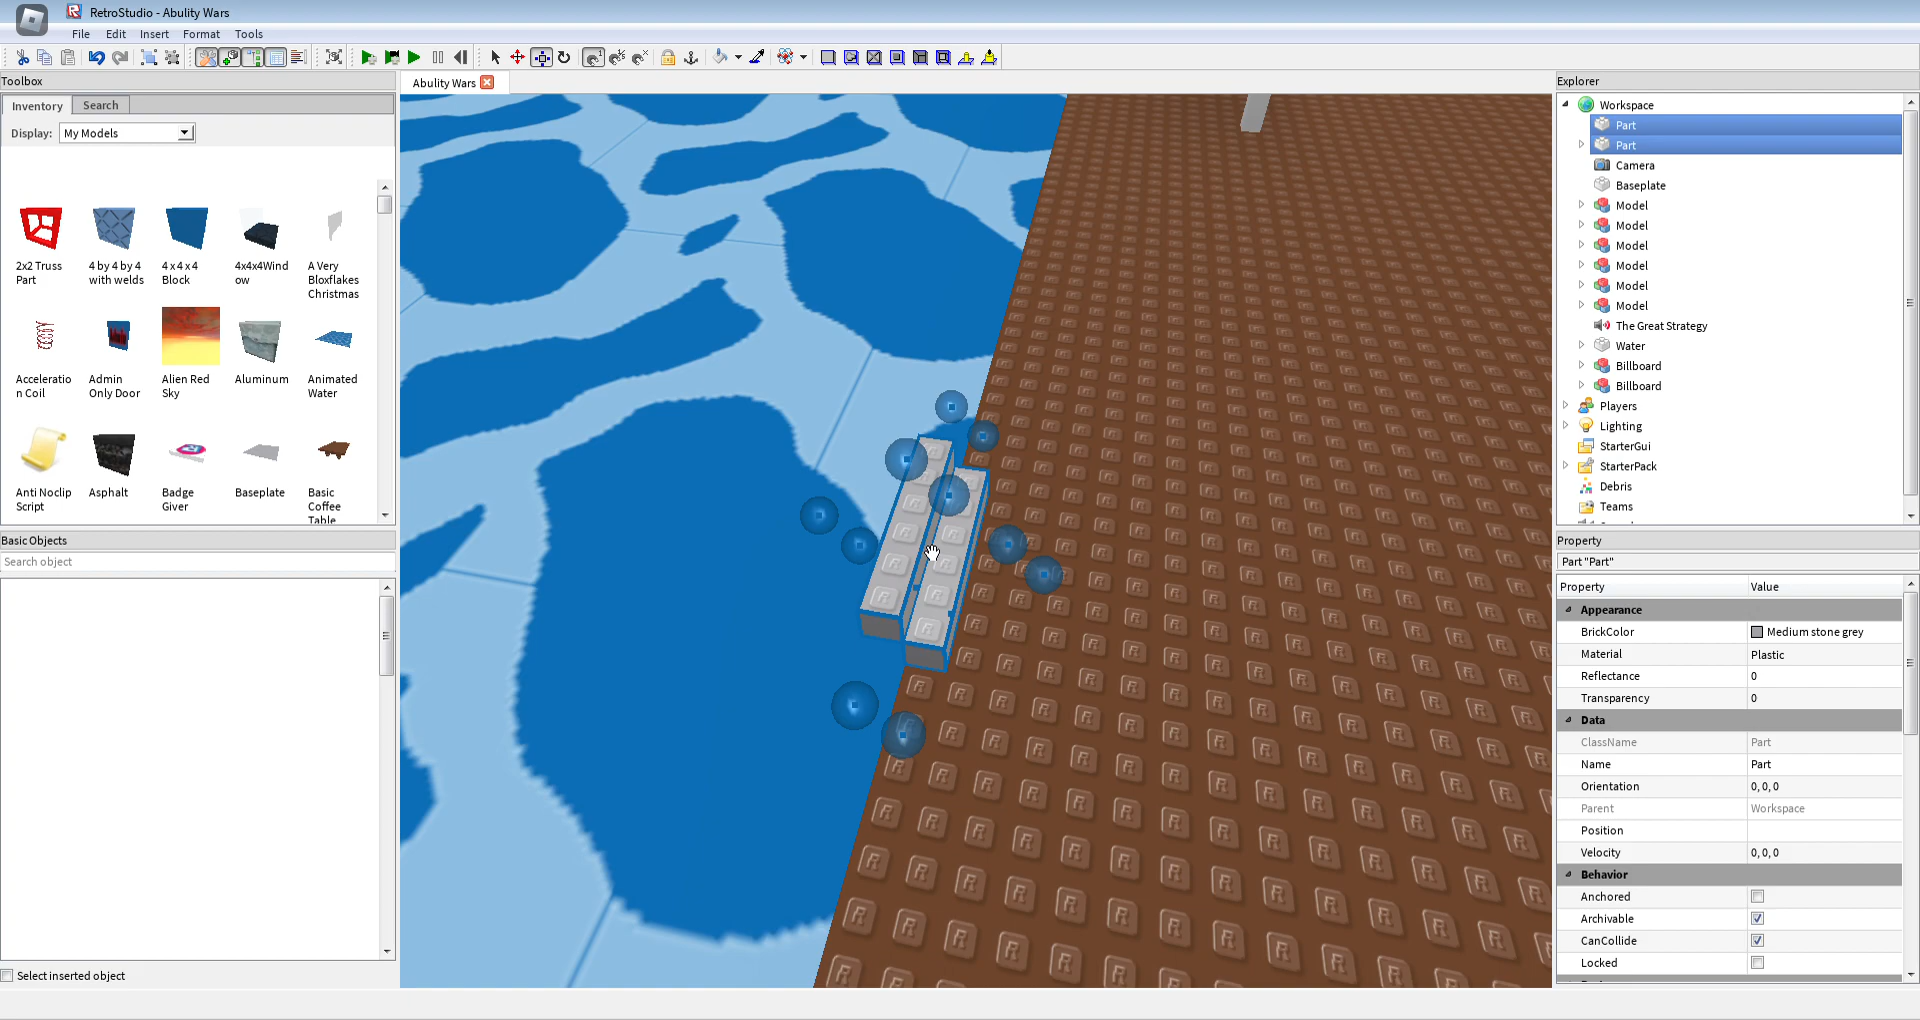 RetroStudio - Abulity Wars
File Edit Insert Format Tools
Toolbox
Inventory Search
Display: My Models
2x2 Truss Part
4 by 4 by 4 with welds
4 x 4 x 4 Block
4x4x4Wind ow
A Very Bloxflakes Christmas
Acceleratio n Coil
Admin Only Door
Alien Red Sky
Aluminum
Animated Water
Anti Noclip Script
Asphalt
Badge Giver
Baseplate
Basic Coffee Table
Basic Objects
Search object
Select inserted object
Abulity Wars
Explorer
Workspace
Part
Part
Camera
Baseplate
Model
Model
Model
Model
Model
Model
The Great Strategy
Water
Billboard
Billboard
Players
Lighting
StarterGui
StarterPack
Debris
Teams
Property
Part "Part"
Property Value
Appearance
BrickColor Medium stone grey
Material Plastic
Reflectance 0
Transparency 0
Data
ClassName Part
Name Part
Orientation 0, 0, 0
Parent Workspace
Position
Velocity 0, 0, 0
Behavior
Anchored
Archivable
CanCollide
Locked